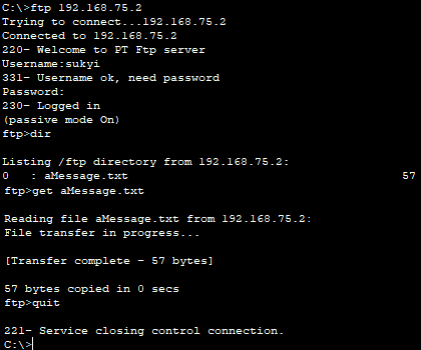 C:\>ftp 192.168.75.2
Trying to connect...192.168.75.2
Connected to 192.168.75.2
220- Welcome to PT Ftp server
Username:sukyi
331- Username ok, need password
Password:
230- Logged in
(passive mode On)
ftp>dir
Listing /ftp directory from 192.168.75.2:
0   : aMessage.txt                                           57
ftp>get aMessage.txt
Reading file aMessage.txt from 192.168.75.2:
File transfer in progress...
[Transfer complete - 57 bytes]
57 bytes copied in 0 secs
ftp>quit
221- Service closing control connection.
C:\>